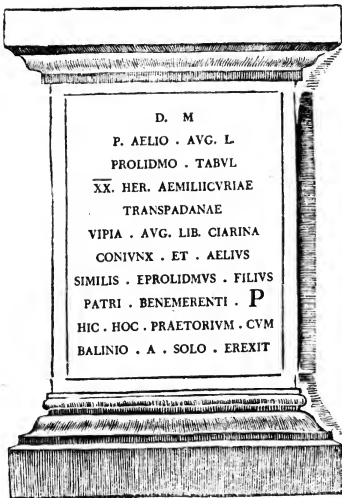 D. M
P. AELIO . AVG. L.
PROLIDMO . TABVL
X̅X̅. HER. AEMILIICVRIAE
TRANSPADANAE
VIPIA . AVG. LIB. CIARINA
CONIVNX . ET . AELIVS
SIMILIS . EPROLIDMVS . FILIVS
PATRI . BENEMERENTI . P
HIC . HOC . PRAETORIVM . CVM
BALINIO . A . SOLO . EREXIT